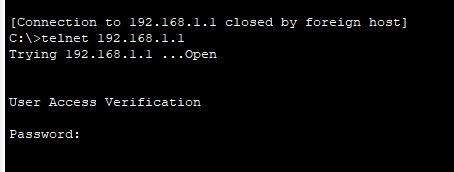 [Connection to 192.168.1.1 closed by foreign host]
C:\>telnet 192.168.1.1
Trying 192.168.1.1 ...Open
User Access Verification
Password: